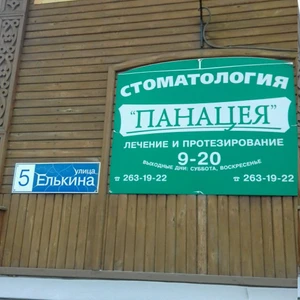 СТОМАТОЛОГИЯ
"ПАНАЦЕЯ"
ЛЕЧЕНИЕ И ПРОТЕЗИРОВАНИЕ
9-20
ВЫХОДНЫЕ ДНИ: СУББОТА, ВОСКРЕСЕНЬЕ
☎ 263-19-22 ☎ 263-19-22
5 улица
Елькина